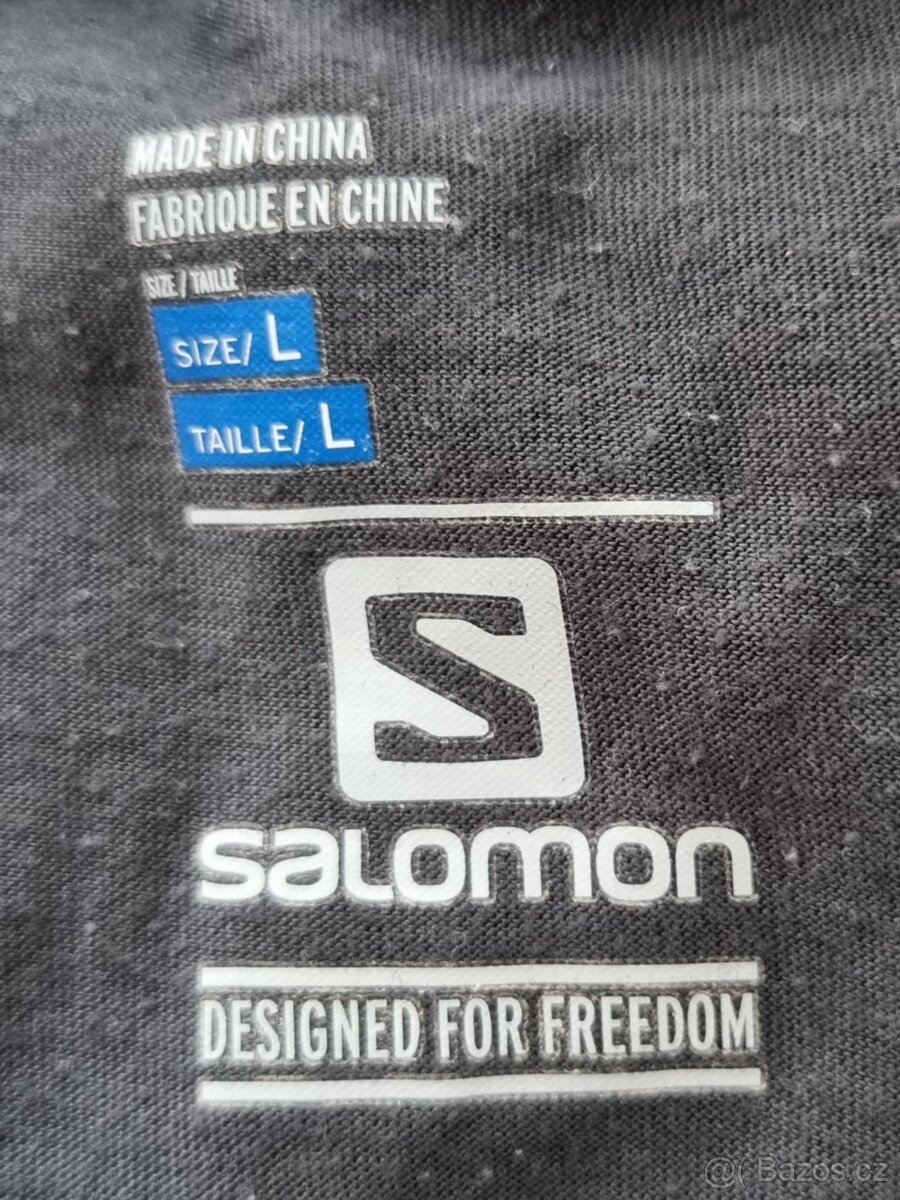 MADE IN CHINA
FABRIQUE EN CHINE
SIZE / TAILLE
SIZE/ L
TAILLE/ L
S
SALOMON
DESIGNED FOR FREEDOM
@( Bazos.cz